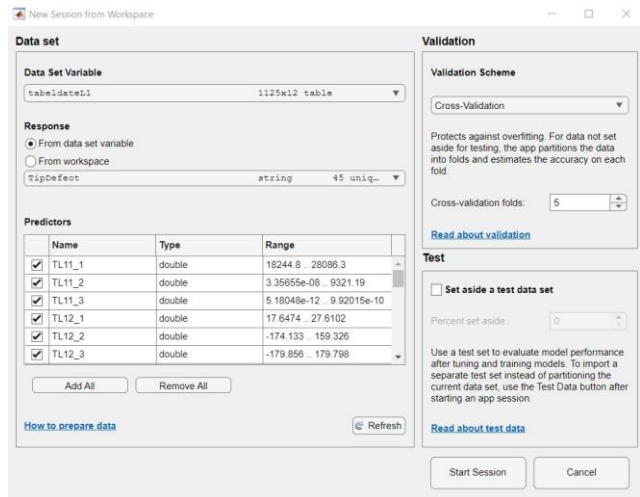 New Session from Workspace
Data set
Data Set Variable
tabeldateL1 1125x12 table
Response
From data set variable
From workspace
TipDefect string 45 uniq...
Predictors
Name Type Range
TL11_1 double 18244.8 .. 28086.3
TL11_2 double 3.35655e-08 .. 9321.19
TL11_3 double 5.18048e-12 .. 9.92015e-10
TL12_1 double 17.6474 .. 27.6102
TL12_2 double -174.133 .. 159.326
TL12_3 double -179.856 .. 179.798
Add All Remove All
How to prepare data Refresh
Validation
Validation Scheme
Cross-Validation
Protects against overfitting. For data not set
aside for testing, the app partitions the data
into folds and estimates the accuracy on each
fold.
Cross-validation folds: 5
Read about validation
Test
Set aside a test data set
Percent set aside: 0
Use a test set to evaluate model performance
after tuning and training models. To import a
separate test set instead of partitioning the
current data set, use the Test Data button after
starting an app session.
Read about test data
Start Session Cancel